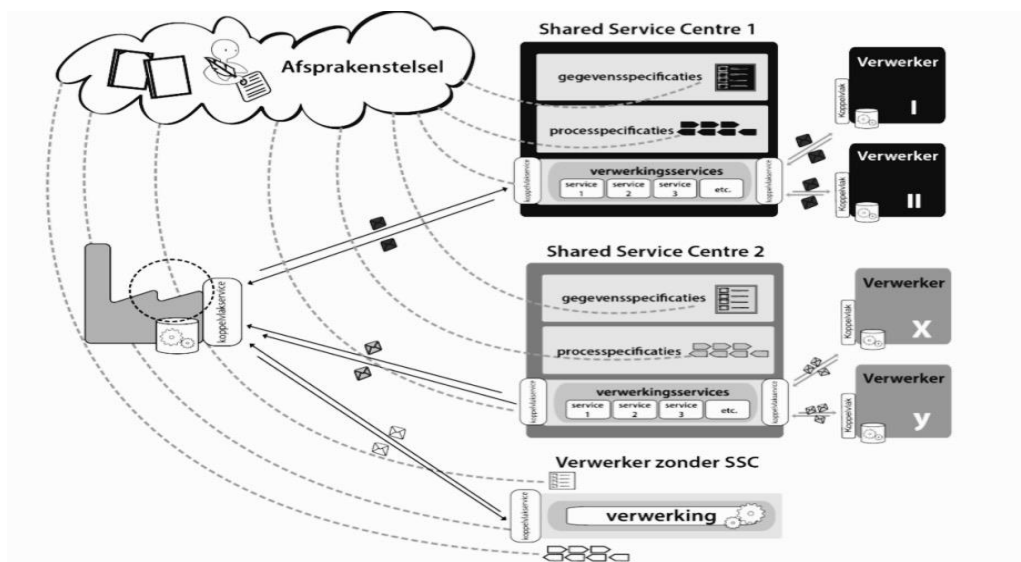 Afsprakenstelsel
Shared Service Centre 1
gegevensspecificaties
processpecificaties
koppelvlakservice
verwerkingsservices
service 1
service 2
service 3
etc.
koppelvlakservice
Koppelvlak
Verwerker
I
Koppelvlak
Verwerker
II
koppelvlakservice
Shared Service Centre 2
gegevensspecificaties
processpecificaties
koppelvlakservice
verwerkingsservices
service 1
service 2
service 3
etc.
koppelvlakservice
Koppelvlak
Verwerker
X
Koppelvlak
Verwerker
y
Verwerker zonder SSC
koppelvlakservice
verwerking